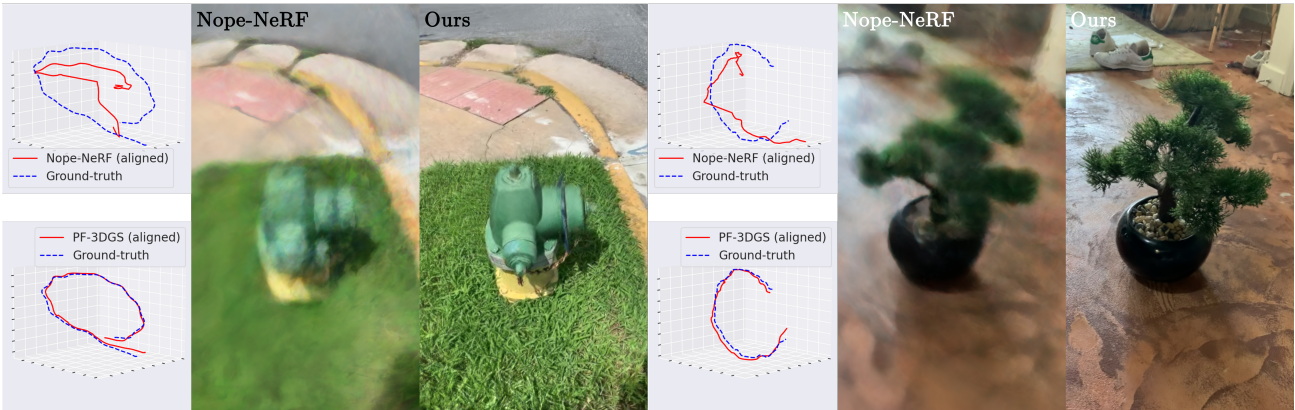 Nope-NeRF
Ours
Nope-NeRF (aligned)
Ground-truth
PF-3DGS (aligned)
Ground-truth
Nope-NeRF
Ours
Nope-NeRF (aligned)
Ground-truth
PF-3DGS (aligned)
Ground-truth